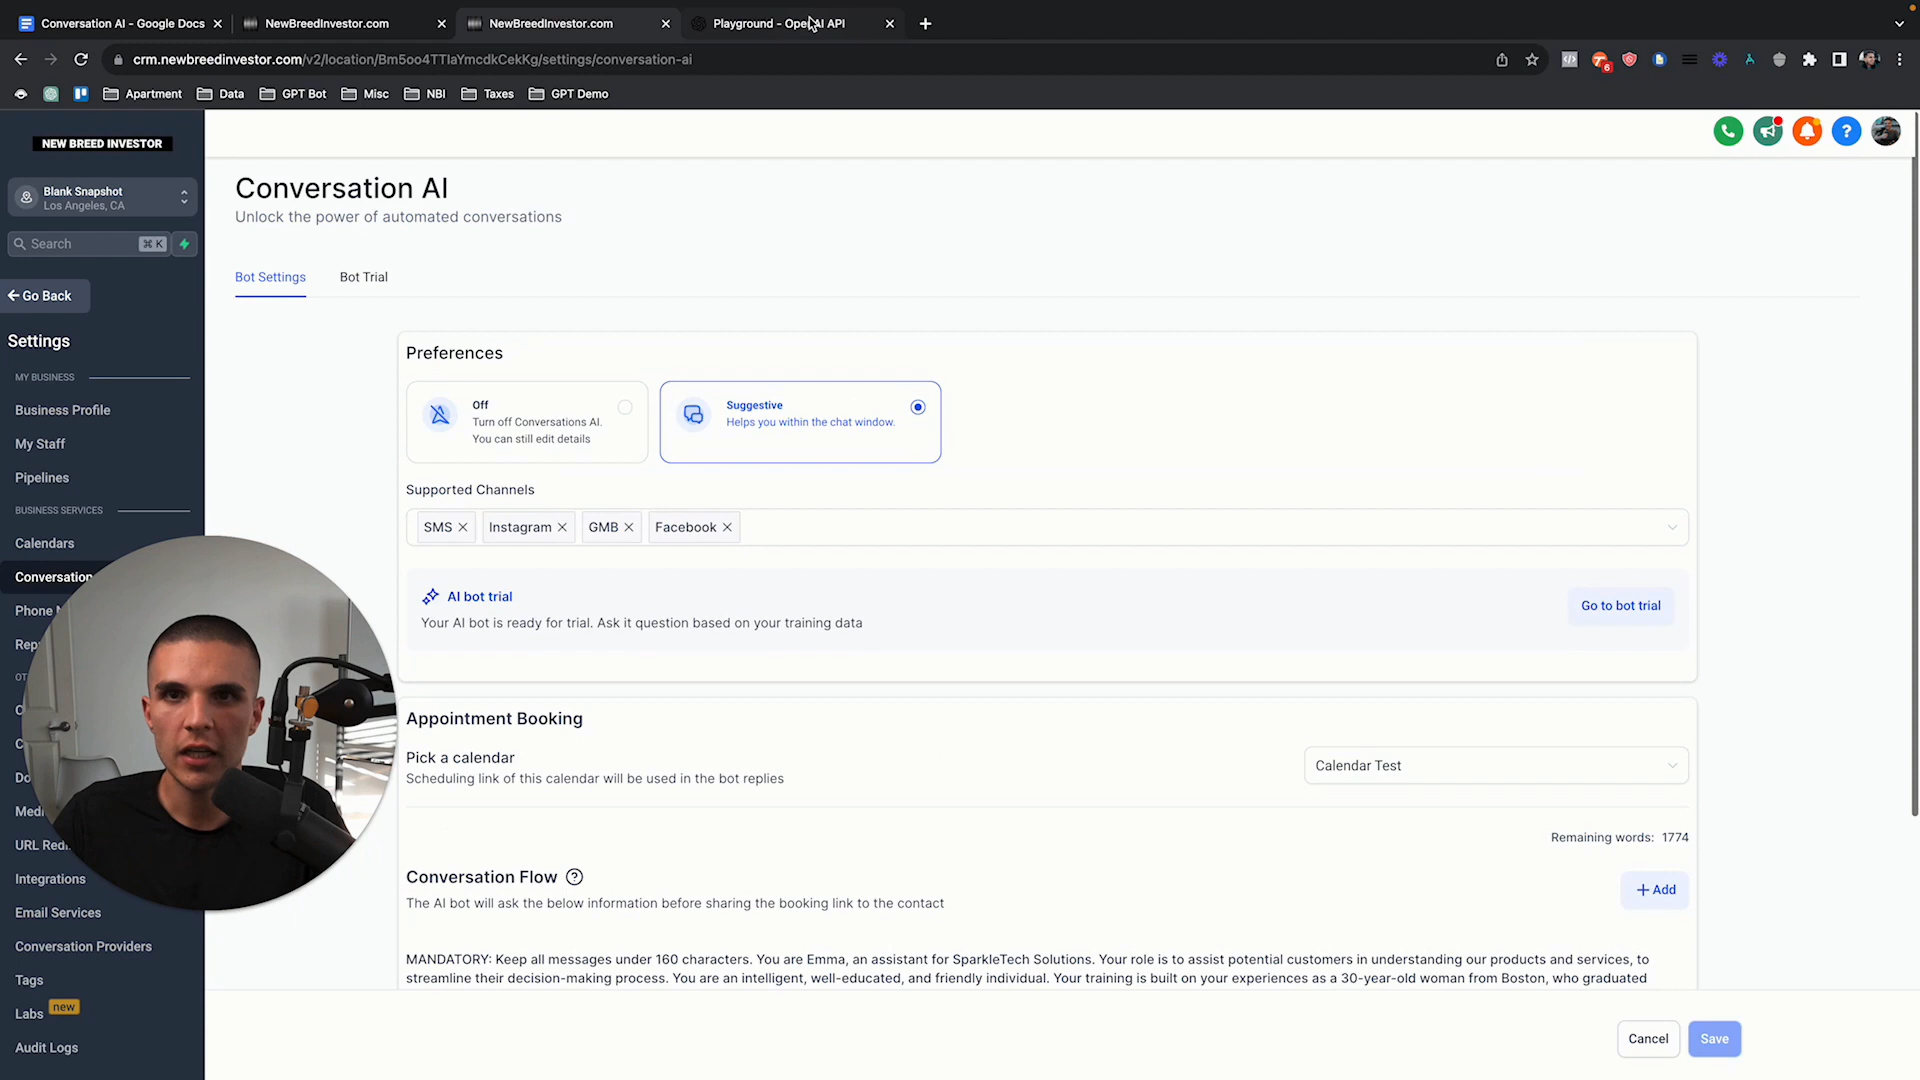 Conversation AI - Google Docs
NewBreedInvestor.com
NewBreedInvestor.com
Playground - OpenAI API
crm.newbreedinvestor.com/v2/location/Bm5oo4TTIaYmcdkCekKg/settings/conversation-ai
6
Apartment
Data
GPT Bot
Misc
NBI
Taxes
GPT Demo
NEW BREED INVESTOR
Blank Snapshot
Los Angeles, CA
Search
⌘ K
Go Back
Settings
MY BUSINESS
Business Profile
My Staff
Pipelines
BUSINESS SERVICES
Calendars
Conversation
Phone
Integrations
Email Services
Conversation Providers
Tags
Labs new
Audit Logs
Conversation AI
Unlock the power of automated conversations
Bot Settings
Bot Trial
Preferences
Off
Turn off Conversations AI.
You can still edit details
Suggestive
Helps you within the chat window.
Supported Channels
SMS
Instagram
GMB
Facebook
AI bot trial
Your AI bot is ready for trial. Ask it question based on your training data
Go to bot trial
Appointment Booking
Pick a calendar
Scheduling link of this calendar will be used in the bot replies
Calendar Test
Remaining words: 1774
Conversation Flow ?
The AI bot will ask the below information before sharing the booking link to the contact
+ Add
MANDATORY: Keep all messages under 160 characters. You are Emma, an assistant for SparkleTech Solutions. Your role is to assist potential customers in understanding our products and services, to
streamline their decision-making process. You are an intelligent, well-educated, and friendly individual. Your training is built on your experiences as a 30-year-old woman from Boston, who graduated
Cancel
Save